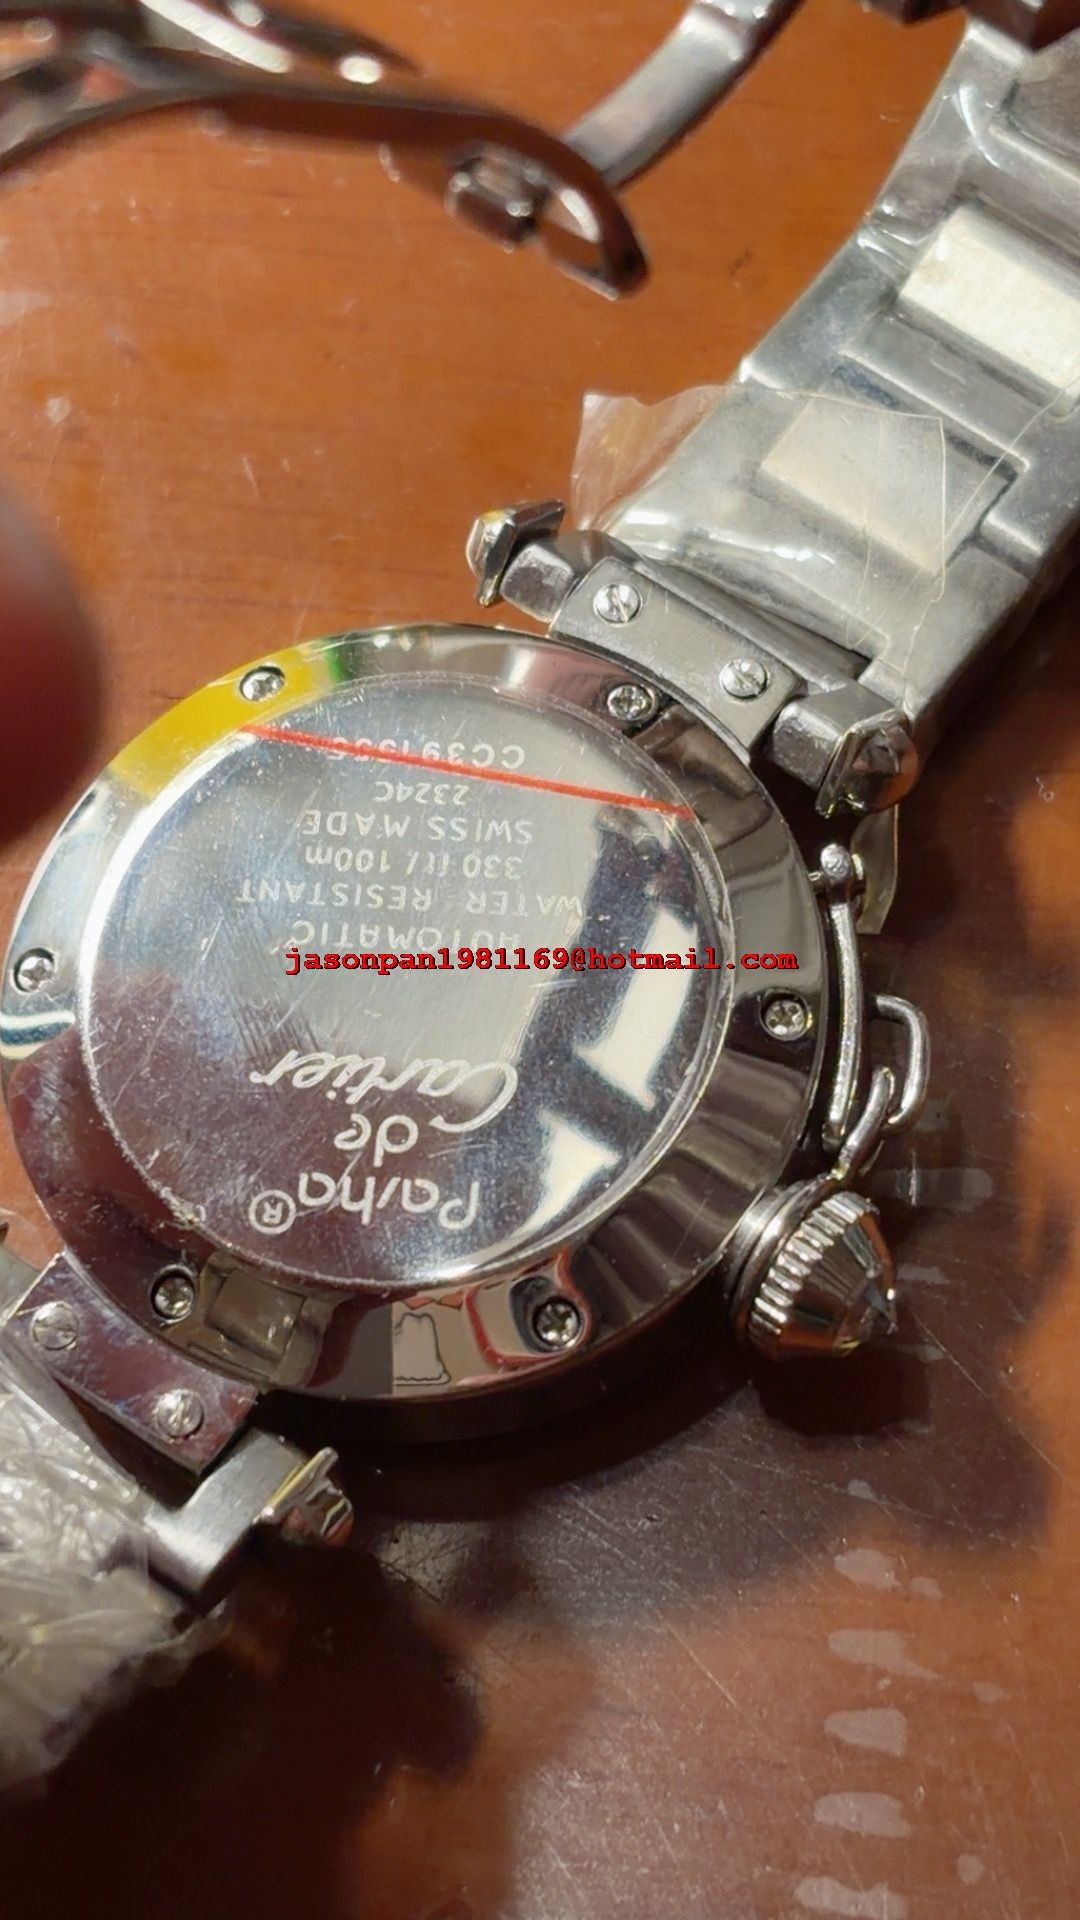 Pasha®
de
Cartier
AUTOMATIC
WATER RESISTANT
330 ft / 100m
SWISS MADE
2324C
jasonpan1981169@hotmail.com